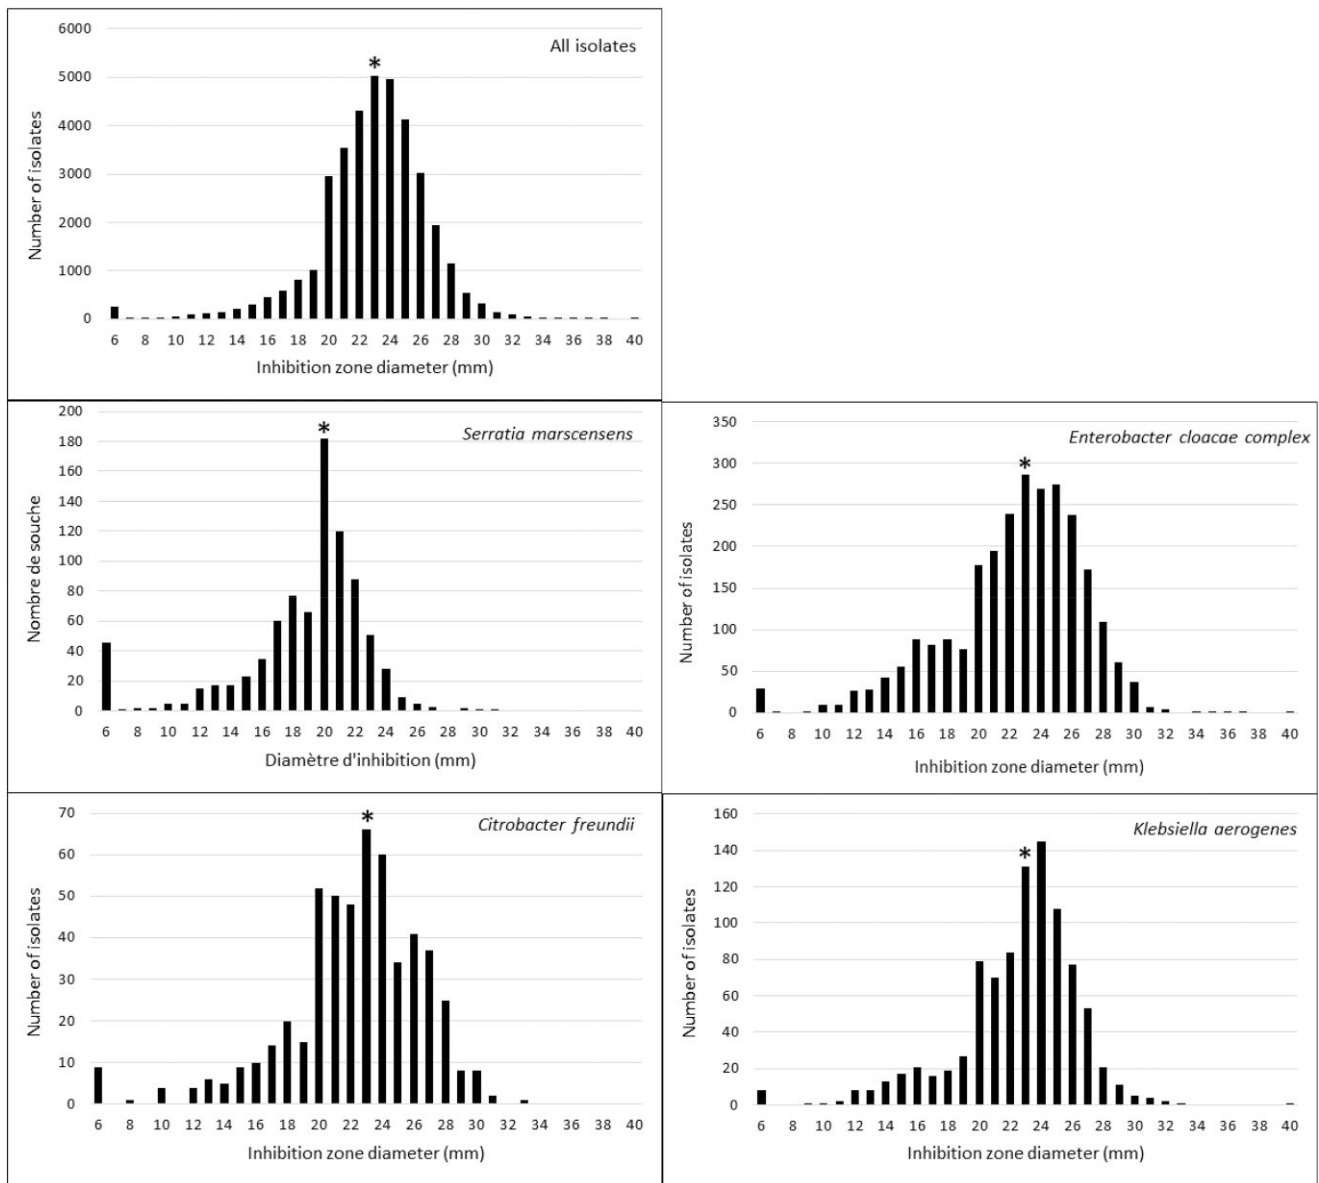 All isolates
*
Number of isolates
6000
5000
4000
3000
2000
1000
0
6 8 10 12 14 16 18 20 22 24 26 28 30 32 34 36 38 40
Inhibition zone diameter (mm)
Serratia marscensens
*
Nombre de souche
200
180
160
140
120
100
80
60
40
20
0
6 8 10 12 14 16 18 20 22 24 26 28 30 32 34 36 38 40
Diamètre d'inhibition (mm)
Enterobacter cloacae complex
*
Number of isolates
350
300
250
200
150
100
50
0
6 8 10 12 14 16 18 20 22 24 26 28 30 32 34 36 38 40
Inhibition zone diameter (mm)
Citrobacter freundii
*
Number of isolates
70
60
50
40
30
20
10
0
6 8 10 12 14 16 18 20 22 24 26 28 30 32 34 36 38 40
Inhibition zone diameter (mm)
Klebsiella aerogenes
*
Number of isolates
160
140
120
100
80
60
40
20
0
6 8 10 12 14 16 18 20 22 24 26 28 30 32 34 36 38 40
Inhibition zone diameter (mm)